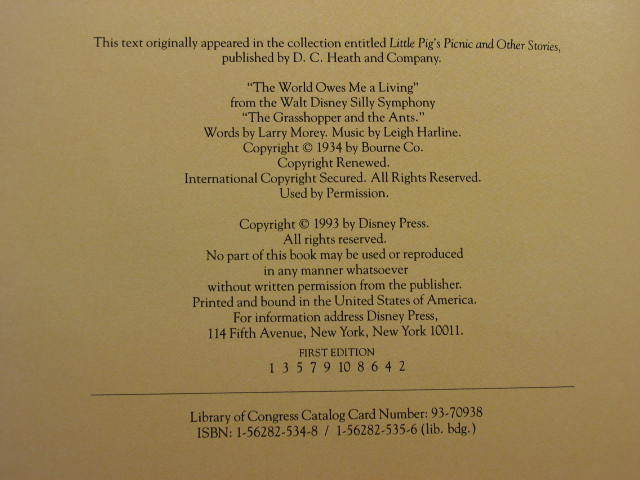 This text originally appeared in the collection entitled Little Pig's Picnic and Other Stories,
published by D. C. Heath and Company.
“The World Owes Me a Living”
from the Walt Disney Silly Symphony
“The Grasshopper and the Ants.”
Words by Larry Morey. Music by Leigh Harline.
Copyright © 1934 by Bourne Co.
Copyright Renewed.
International Copyright Secured. All Rights Reserved.
Used by Permission.
Copyright © 1993 by Disney Press.
All rights reserved.
No part of this book may be used or reproduced
in any manner whatsoever
without written permission from the publisher.
Printed and bound in the United States of America.
For information address Disney Press,
114 Fifth Avenue, New York, New York 10011.
FIRST EDITION
1 3 5 7 9 10 8 6 4 2
Library of Congress Catalog Card Number: 93-70938
ISBN: 1-56282-534-8 / 1-56282-535-6 (lib. bdg.)